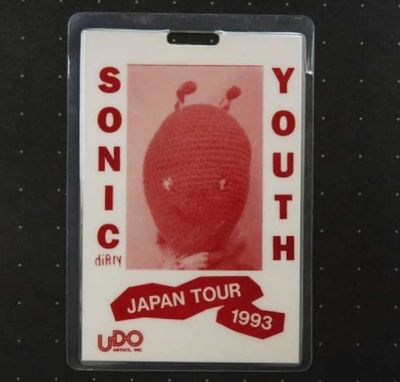 SONIC
YOUTH
dirty
JAPAN TOUR
1993
UDO
ARTISTS, INC.